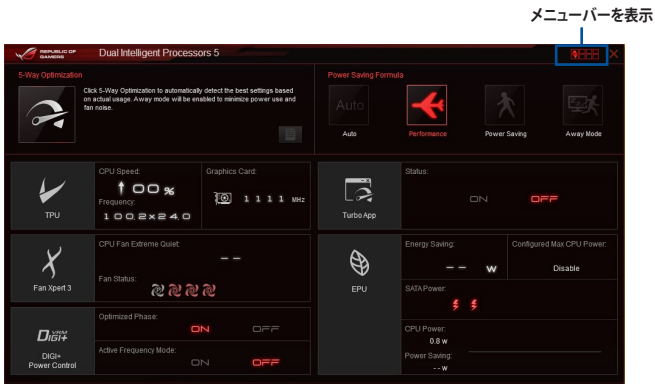 メニューバーを表示
REPUBLIC OF
GAMERS
Dual Intelligent Processors 5
5-Way Optimization
Click 5-Way Optimization to automatically detect the best settings based
on actual usage. Away mode will be enabled to minimize power use and
fan noise.
Power Saving Formula
Auto
Auto
Performance
Power Saving
Away Mode
TPU
CPU Speed:
↑ 00 %
Frequency:
100.2x24.0
Graphics Card:
1111 MHz
Turbo App
Status:
ON OFF
Fan Xpert 3
CPU Fan Extreme Quiet:
--
Fan Status:
EPU
Energy Saving:
-- W
Configured Max CPU Power:
Disable
SATA Power:
CPU Power:
0.8 w
Power Saving:
-- w
DIGI+ VRM
DIGI+
Power Control
Optimized Phase:
ON OFF
Active Frequency Mode:
ON OFF